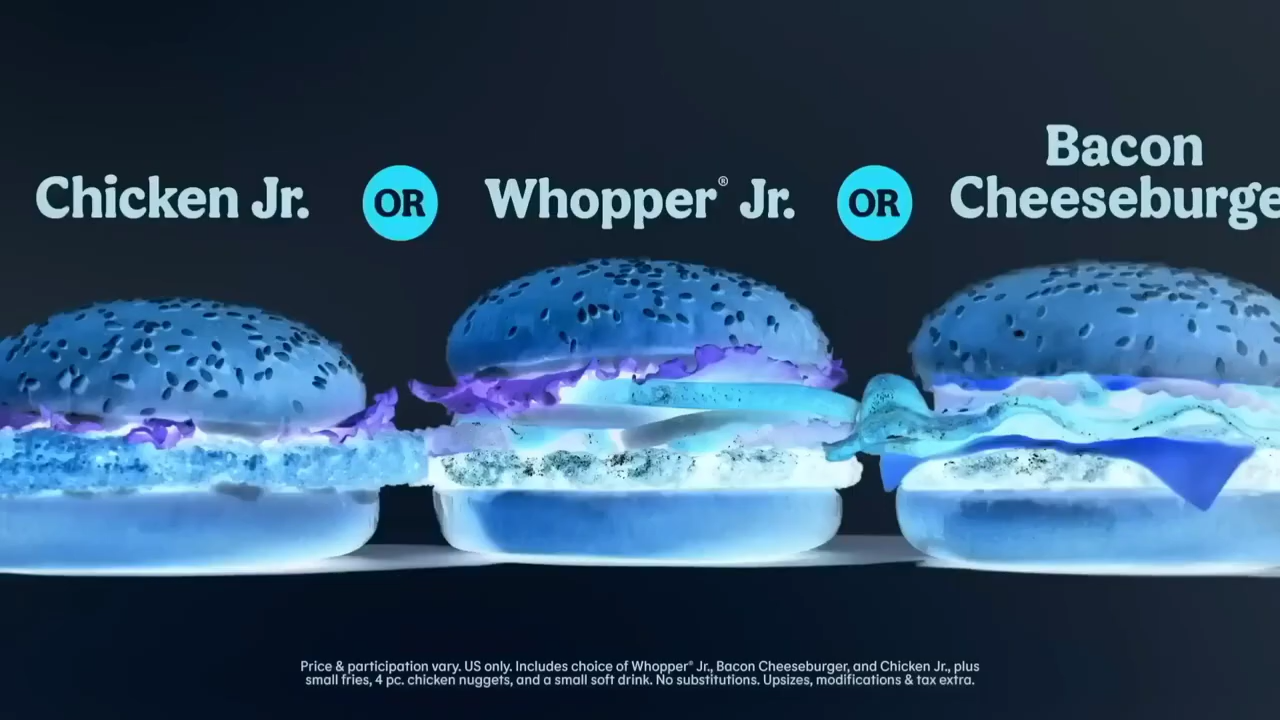 Chicken Jr.
OR
Whopper® Jr.
OR
Bacon
Cheeseburge
Price & participation vary. US only. Includes choice of Whopper® Jr., Bacon Cheeseburger, and Chicken Jr., plus
small fries, 4 pc. chicken nuggets, and a small soft drink. No substitutions. Upsizes, modifications & tax extra.